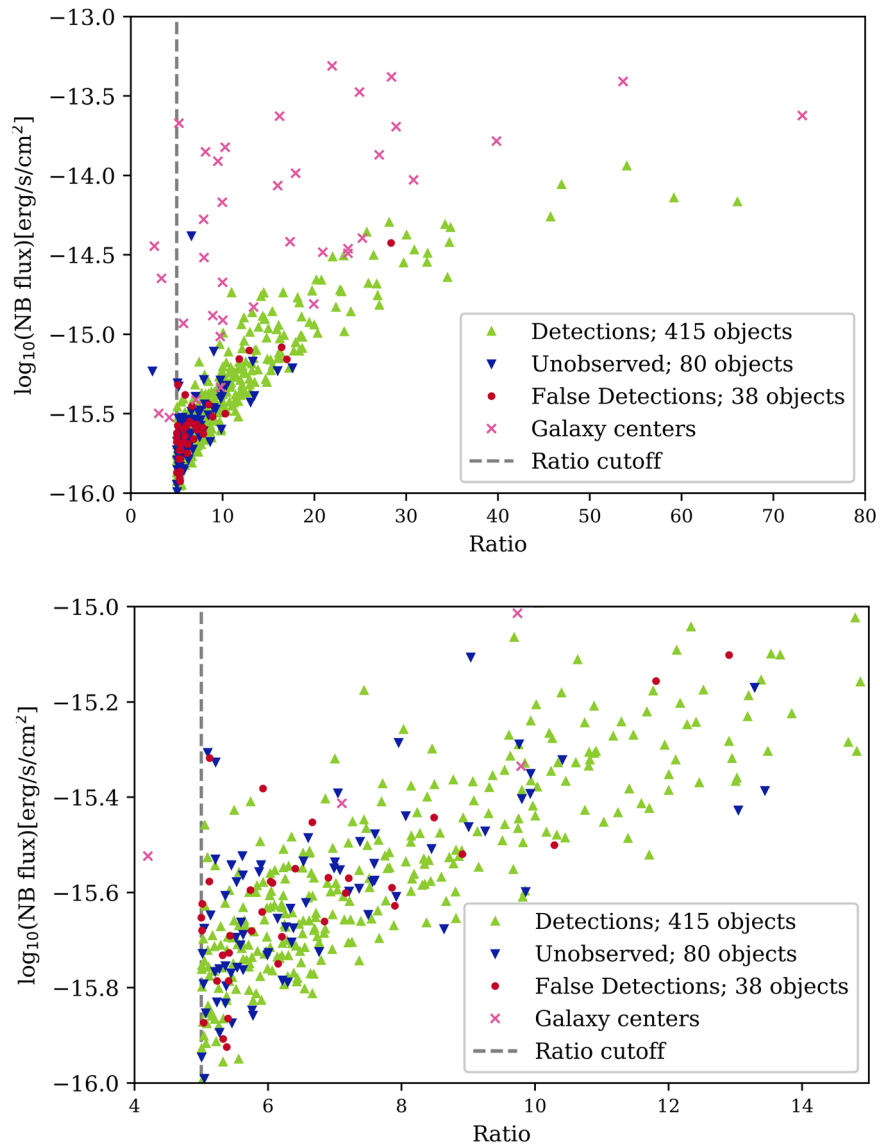 −13.0
−13.5
−14.0
−14.5
−15.0
−15.5
−16.0
log₁₀(NB flux)[erg/s/cm²]
Detections; 415 objects
Unobserved; 80 objects
False Detections; 38 objects
Galaxy centers
Ratio cutoff
0 10 20 30 40 50 60 70 80
Ratio
−15.0
−15.2
−15.4
−15.6
−15.8
−16.0
log₁₀(NB flux)[erg/s/cm²]
Detections; 415 objects
Unobserved; 80 objects
False Detections; 38 objects
Galaxy centers
Ratio cutoff
4 6 8 10 12 14
Ratio